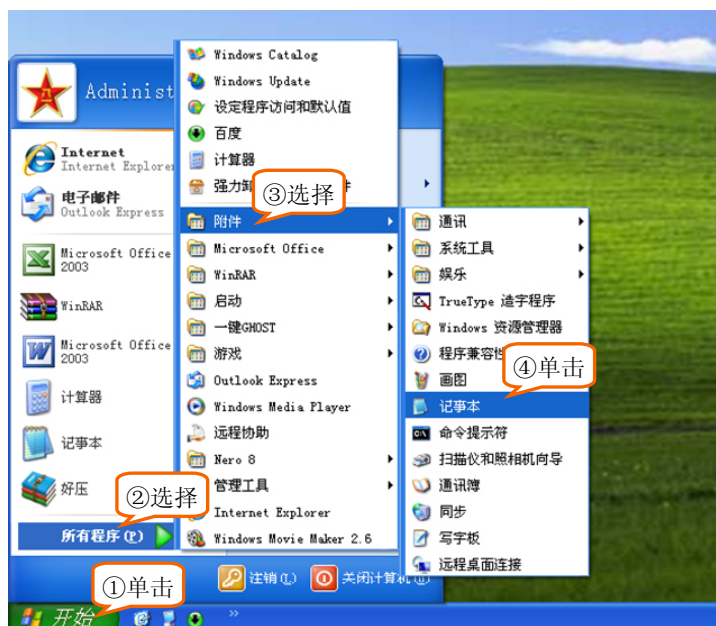 Administ
Internet
Internet Explorer
电子邮件
Outlook Express
Microsoft Office
2003
WinRAR
Microsoft Office
2003
计算器
记事本
好压
②选择
所有程序(P)
Windows Catalog
Windows Update
设定程序访问和默认值
百度
计算器
强力卸
③选择
附件
Microsoft Office
WinRAR
启动
一键GHOST
游戏
Outlook Express
Windows Media Player
远程协助
Nero 8
管理工具
Internet Explorer
Windows Movie Maker 2.6
通讯
系统工具
娱乐
TrueType 造字程序
Windows 资源管理器
程序兼容性
④单击
画图
记事本
命令提示符
扫描仪和照相机向导
通讯簿
同步
写字板
远程桌面连接
注销(L)
关闭计算机(U)
①单击
开始